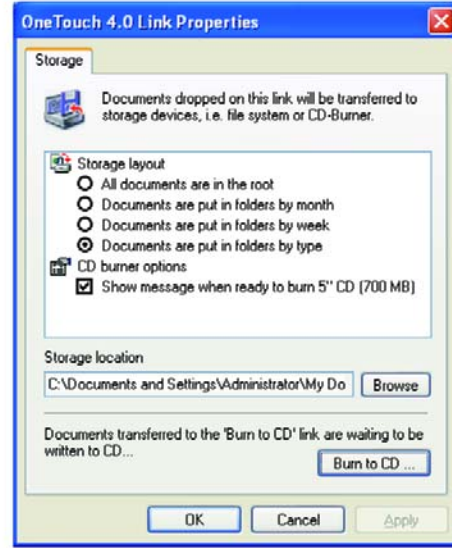 OneTouch 4.0 Link Properties
Storage
Documents dropped on this link will be transferred to
storage devices, i.e. file system or CD-Burner.
Storage layout
All documents are in the root
Documents are put in folders by month
Documents are put in folders by week
Documents are put in folders by type
CD burner options
Show message when ready to burn 5" CD (700 MB)
Storage location
C:\Documents and Settings\Administrator\My Do
Browse
Documents transferred to the 'Burn to CD' link are waiting to be
written to CD...
Burn to CD ...
OK
Cancel
Apply